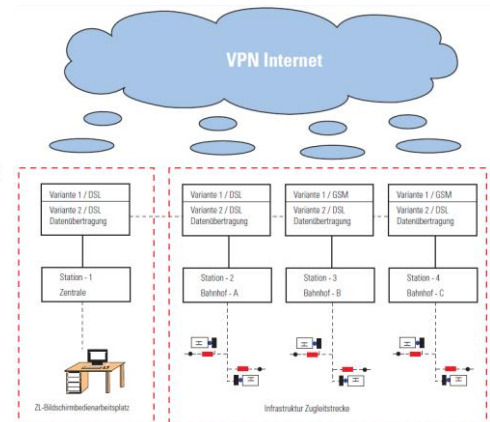 VPN Internet
Variante 1 / DSL
Variante 2 / DSL
Datenübertragung
Variante 1 / DSL
Variante 2 / DSL
Datenübertragung
Variante 1 / GSM
Variante 2 / DSL
Datenübertragung
Variante 1 / GSM
Variante 2 / DSL
Datenübertragung
Station - 1
Zentrale
Station - 2
Bahnhof - A
Station - 3
Bahnhof - B
Station - 4
Bahnhof - C
ZL-Bildschirmbedienarbeitsplatz
Infrastruktur Zugleitstrecke